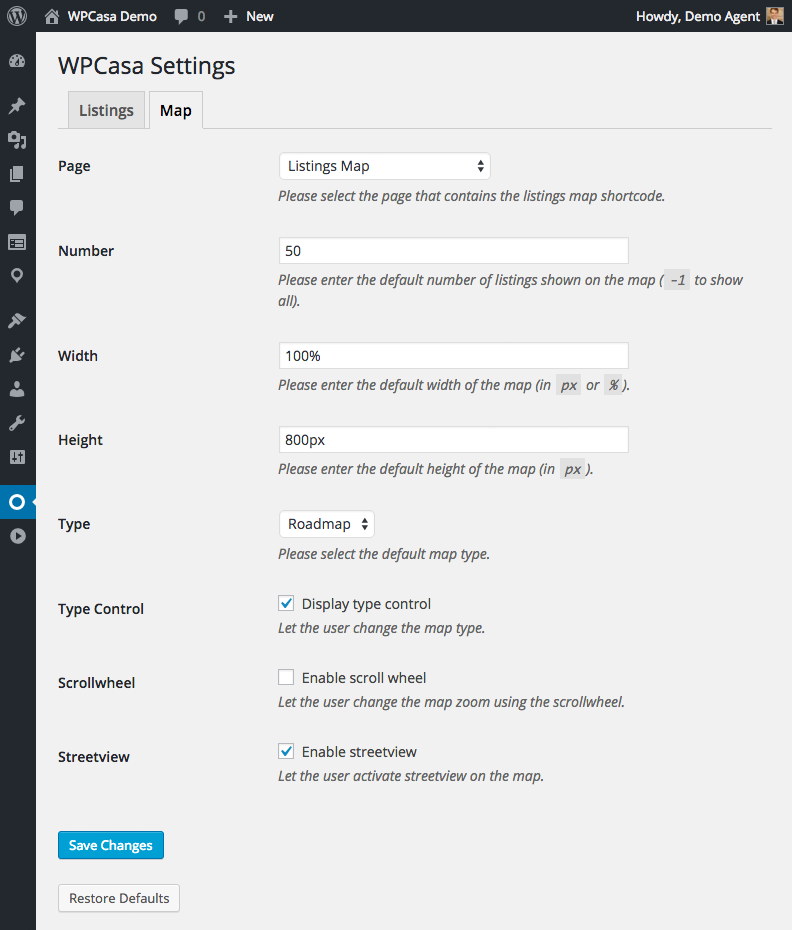 WPCasa Demo 0 New Howdy, Demo Agent
WPCasa Settings
Listings Map
Page Listings Map
Please select the page that contains the listings map shortcode.
Number 50
Please enter the default number of listings shown on the map ( -1 to show
all).
Width 100%
Please enter the default width of the map (in px or % ).
Height 800px
Please enter the default height of the map (in px ).
Type Roadmap
Please select the default map type.
Type Control Display type control
Let the user change the map type.
Scrollwheel Enable scroll wheel
Let the user change the map zoom using the scrollwheel.
Streetview Enable streetview
Let the user activate streetview on the map.
Save Changes
Restore Defaults